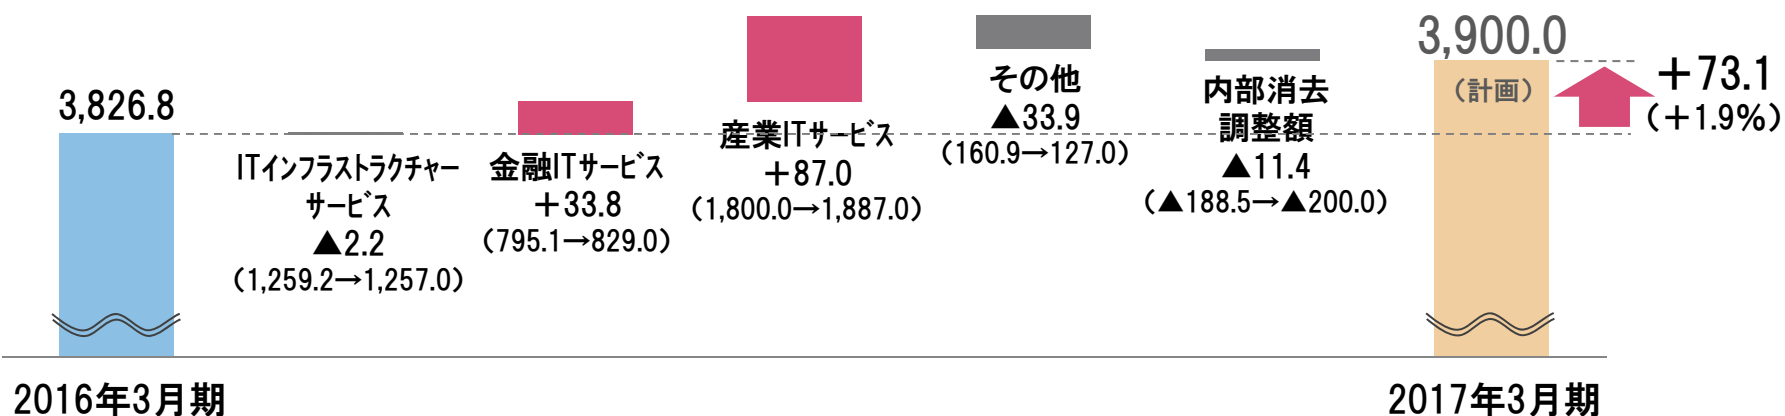 3,826.8
ITインフラストラクチャー
サービス
▲2.2
(1,259.2→1,257.0)
金融ITサービス
+33.8
(795.1→829.0)
産業ITサービス
+87.0
(1,800.0→1,887.0)
その他
▲33.9
(160.9→127.0)
内部消去
調整額
▲11.4
(▲188.5→▲200.0)
3,900.0
(計画)
+73.1
(+1.9%)
2016年3月期
2017年3月期